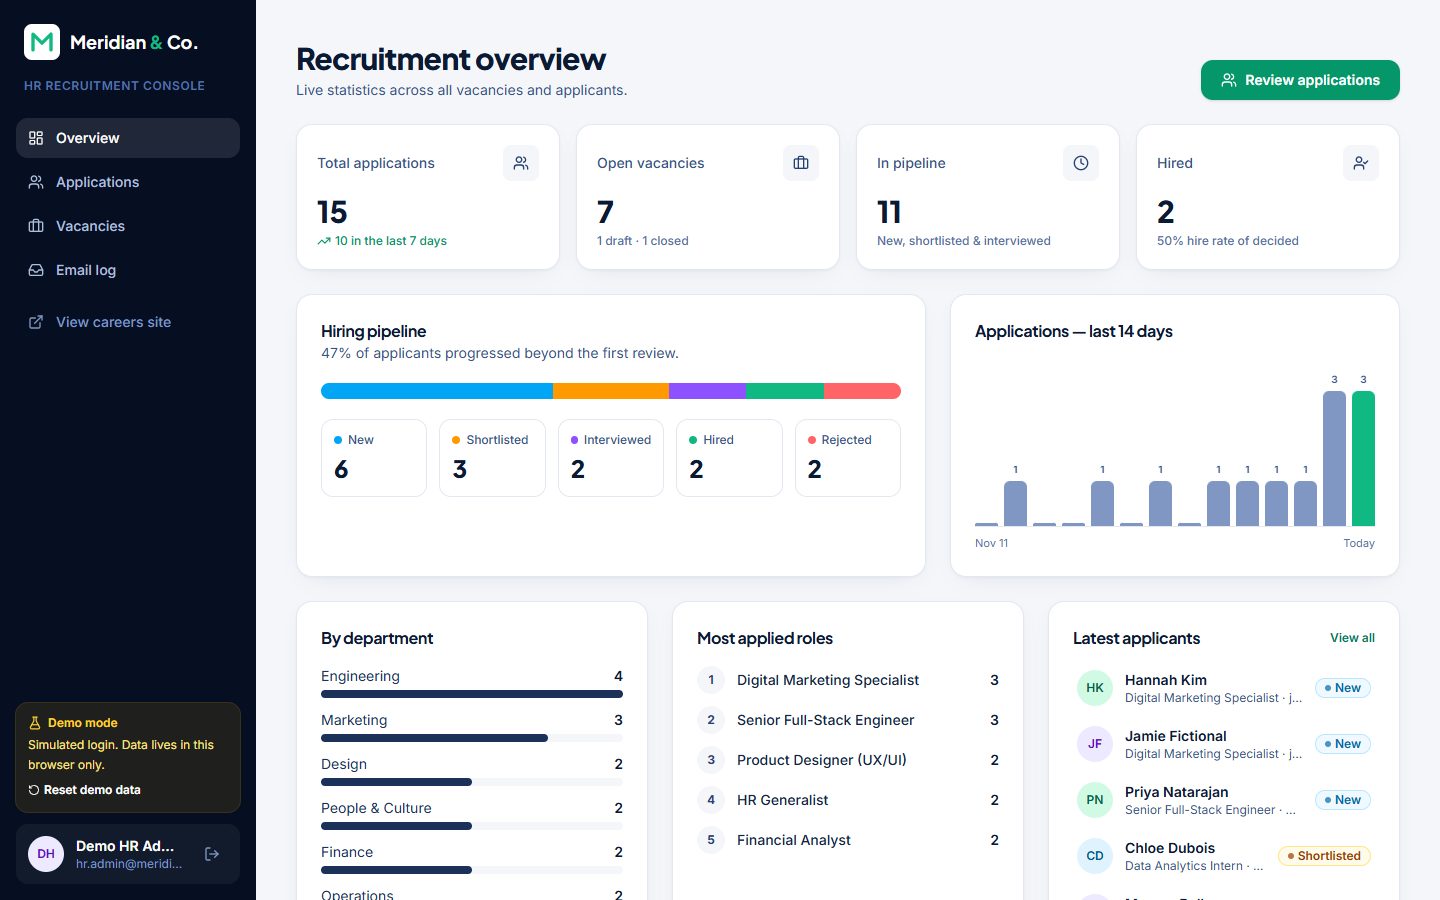 Meridian & Co.
HR RECRUITMENT CONSOLE
Overview
Applications
Vacancies
Email log
View careers site
Demo mode
Simulated login. Data lives in this
browser only.
Reset demo data
DH
Demo HR Ad...
hr.admin@meridi...
Recruitment overview
Live statistics across all vacancies and applicants.
Review applications
Total applications
15
10 in the last 7 days
Open vacancies
7
1 draft · 1 closed
In pipeline
11
New, shortlisted & interviewed
Hired
2
50% hire rate of decided
Hiring pipeline
47% of applicants progressed beyond the first review.
New
6
Shortlisted
3
Interviewed
2
Hired
2
Rejected
2
Applications — last 14 days
1 1 1 1 1 1 1 3 3
Nov 11 Today
By department
Engineering 4
Marketing 3
Design 2
People & Culture 2
Finance 2
Operations 2
Most applied roles
1 Digital Marketing Specialist 3
2 Senior Full-Stack Engineer 3
3 Product Designer (UX/UI) 2
4 HR Generalist 2
5 Financial Analyst 2
Latest applicants View all
HK Hannah Kim New
Digital Marketing Specialist · j...
JF Jamie Fictional New
Digital Marketing Specialist · j...
PN Priya Natarajan New
Senior Full-Stack Engineer · ...
CD Chloe Dubois Shortlisted
Data Analytics Intern · ...